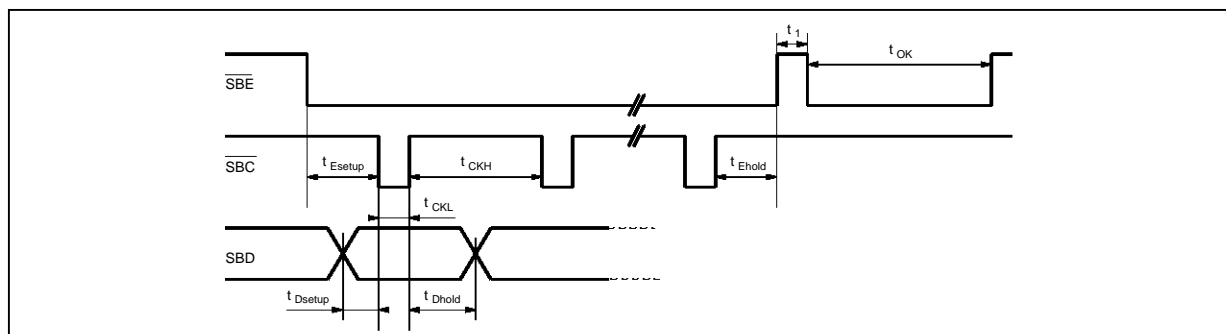 t 1
t OK
SBE
SBC
t Esetup
t CKH
t Ehold
t CKL
SBD
t Dsetup
t Dhold